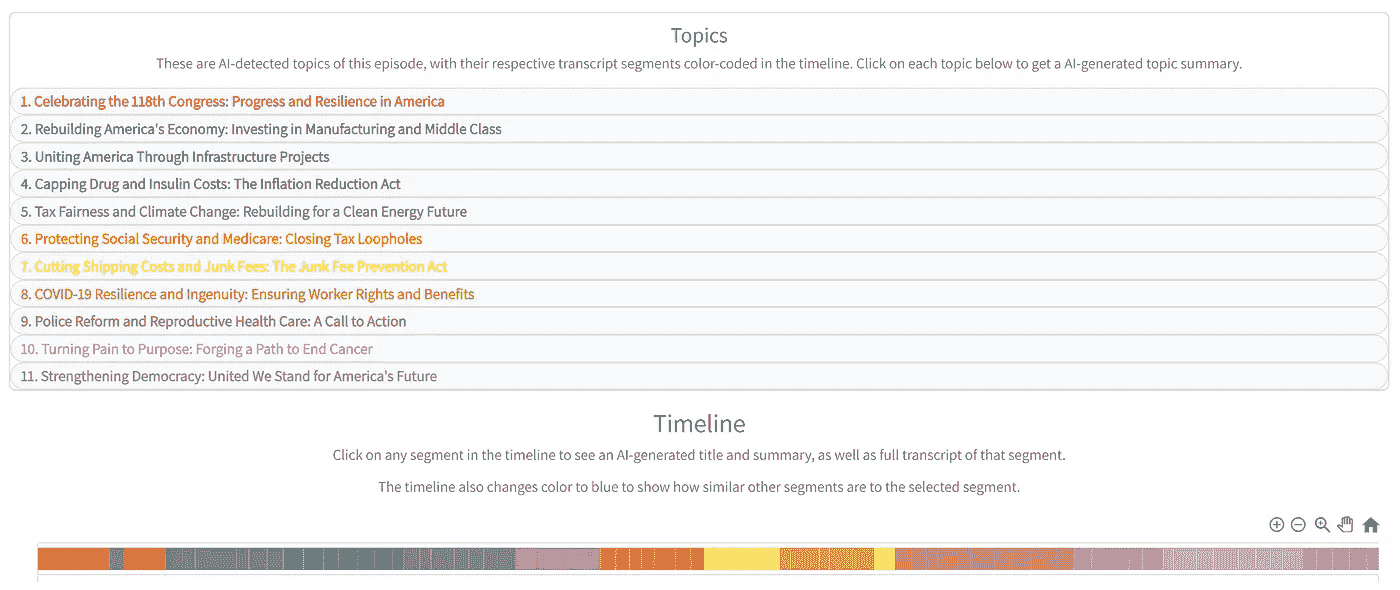 Topics
These are AI-detected topics of this episode, with their respective transcript segments color-coded in the timeline. Click on each topic below to get a AI-generated topic summary.
1. Celebrating the 118th Congress: Progress and Resilience in America
2. Rebuilding America's Economy: Investing in Manufacturing and Middle Class
3. Uniting America Through Infrastructure Projects
4. Capping Drug and Insulin Costs: The Inflation Reduction Act
5. Tax Fairness and Climate Change: Rebuilding for a Clean Energy Future
6. Protecting Social Security and Medicare: Closing Tax Loopholes
7. Cutting Shipping Costs and Junk Fees: The Junk Fee Prevention Act
8. COVID-19 Resilience and Ingenuity: Ensuring Worker Rights and Benefits
9. Police Reform and Reproductive Health Care: A Call to Action
10. Turning Pain to Purpose: Forging a Path to End Cancer
11. Strengthening Democracy: United We Stand for America's Future
Timeline
Click on any segment in the timeline to see an AI-generated title and summary, as well as full transcript of that segment.
The timeline also changes color to blue to show how similar other segments are to the selected segment.